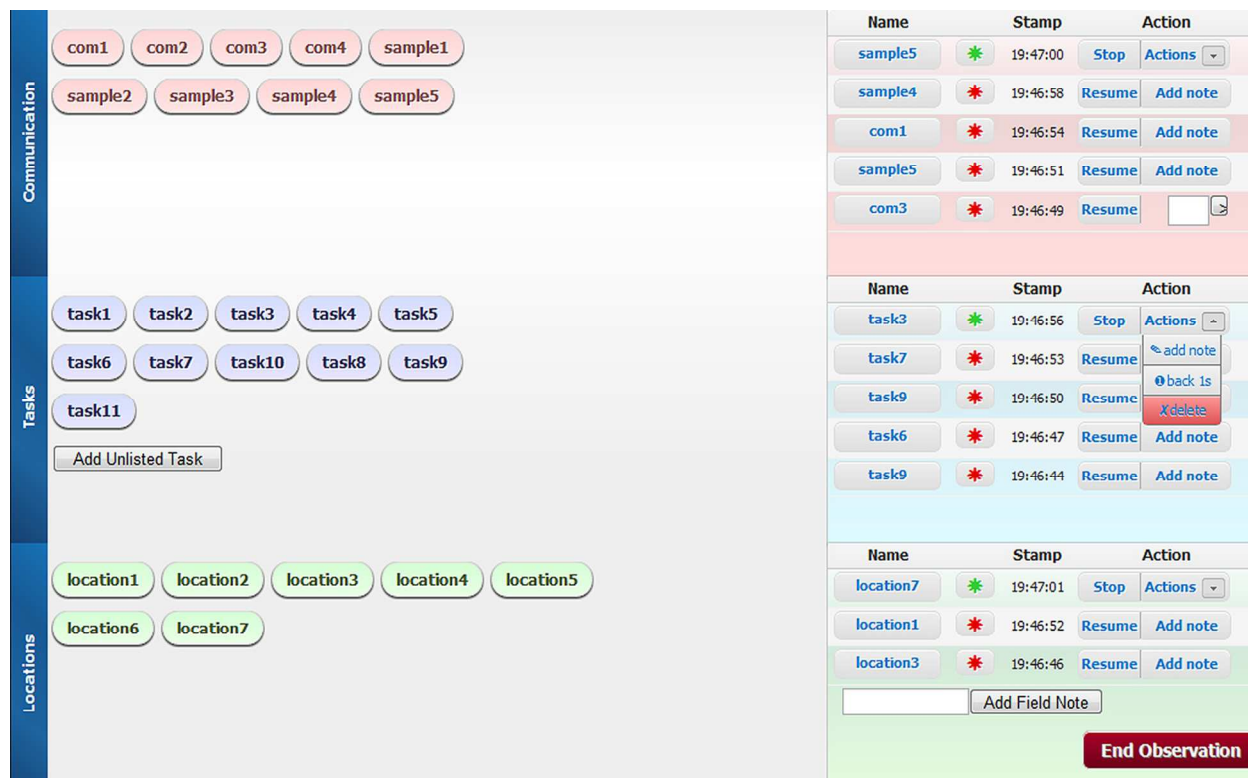 Communication
com1 com2 com3 com4 sample1
sample2 sample3 sample4 sample5
Name Stamp Action
sample5 19:47:00 Stop Actions
sample4 19:46:58 Resume Add note
com1 19:46:54 Resume Add note
sample5 19:46:51 Resume Add note
com3 19:46:49 Resume >
Tasks
task1 task2 task3 task4 task5
task6 task7 task10 task8 task9
task11
Add Unlisted Task
Name Stamp Action
task3 19:46:56 Stop Actions
add note
task7 19:46:53 Resume
back 1s
task9 19:46:50 Resume
X delete
task6 19:46:47 Resume Add note
task9 19:46:44 Resume Add note
Locations
location1 location2 location3 location4 location5
location6 location7
Name Stamp Action
location7 19:47:01 Stop Actions
location1 19:46:52 Resume Add note
location3 19:46:46 Resume Add note
Add Field Note
End Observation